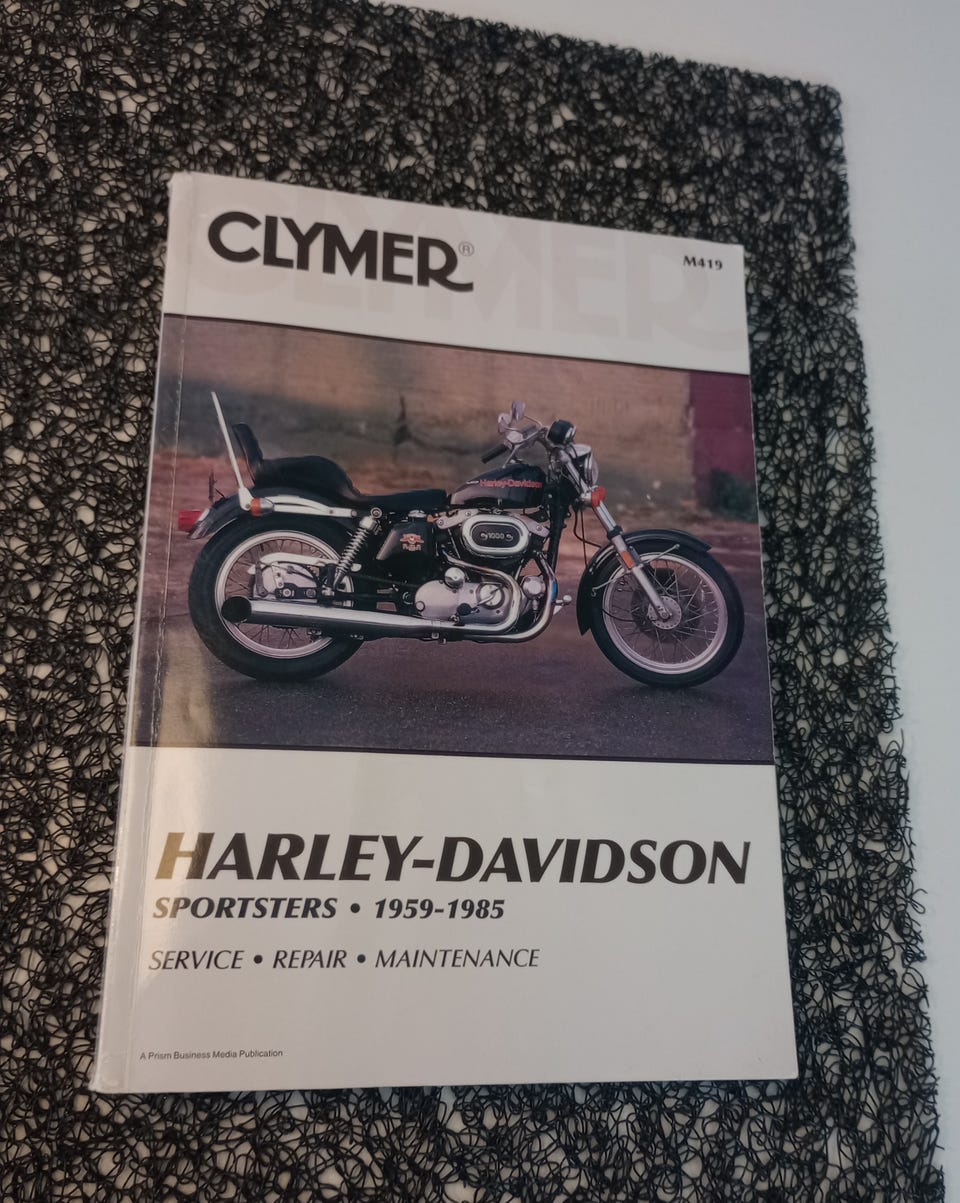 CLYMER®
M419
Harley-Davidson
1000
HARLEY-DAVIDSON
SPORTSTERS • 1959-1985
SERVICE • REPAIR • MAINTENANCE
A Prism Business Media Publication